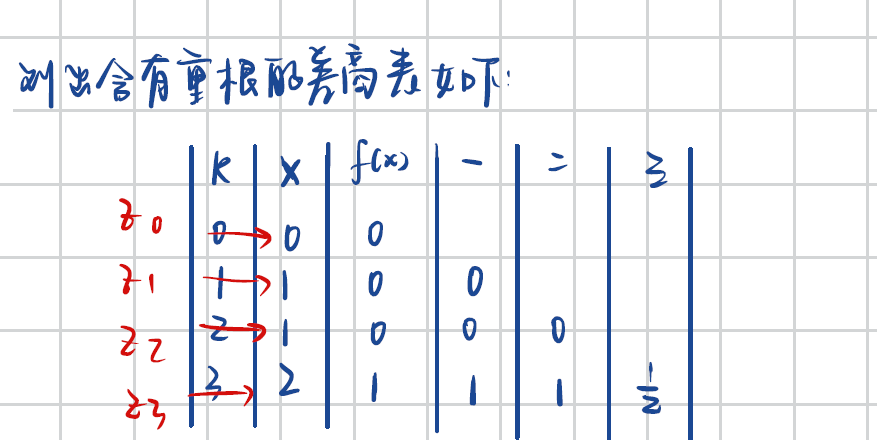 列出含有重根的差商表如下:
k x f(x) 一 二 三
z₀ 0 → 0 0
z₁ 1 → 1 0 0
z₂ 2 → 1 0 0 0
z₃ 3 → 2 1 1 1 1/2